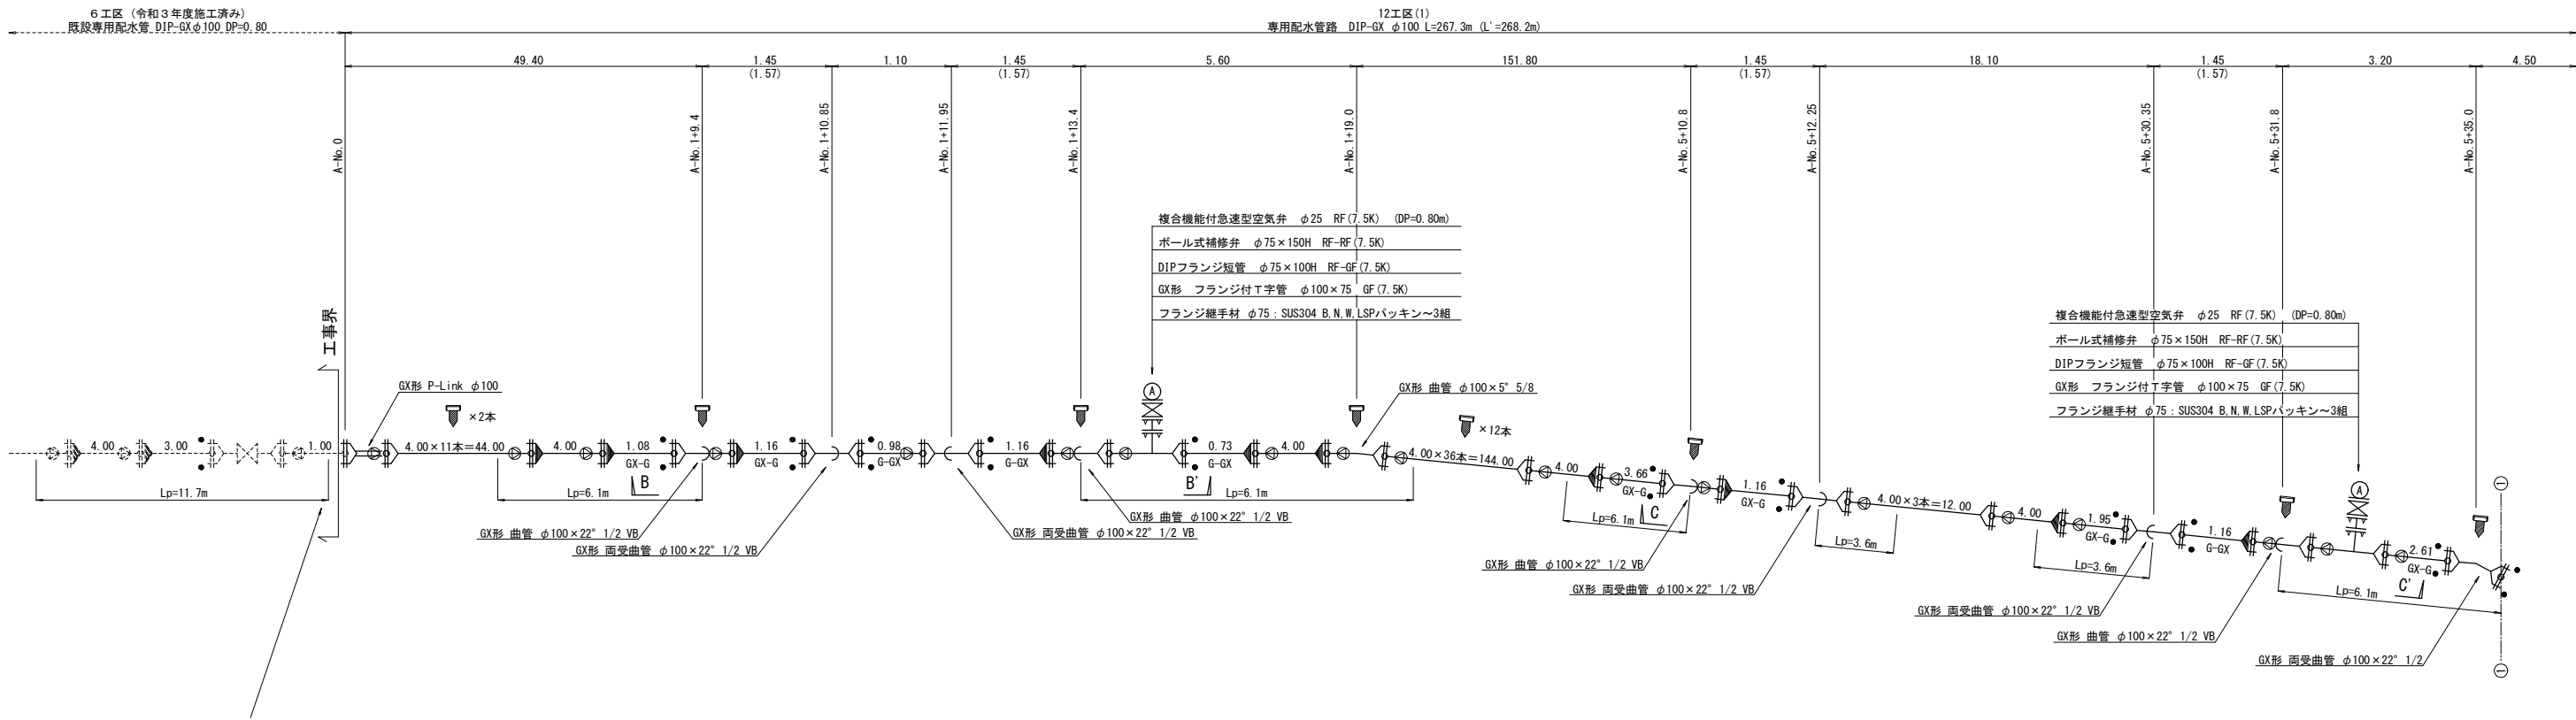 6工区（令和3年度施工済み）
既設専用配水管 DIP-GXφ100 DP=0.80
12工区(1)
専用配水管路 DIP-GX φ100 L=267.3m (L'=268.2m)
49.40
1.45
(1.57)
1.10
1.45
(1.57)
5.60
151.80
1.45
(1.57)
18.10
1.45
(1.57)
3.20
4.50
A-No.0
A-No.1+9.4
A-No.1+10.85
A-No.1+11.95
A-No.1+13.4
A-No.1+19.0
A-No.5+10.8
A-No.5+12.25
A-No.5+30.35
A-No.5+31.8
A-No.5+35.0
複合機能付急速型空気弁 φ25 RF(7.5K) (DP=0.80m)
ボール式補修弁 φ75×150H RF-RF(7.5K)
DIPフランジ短管 φ75×100H RF-GF(7.5K)
GX形 フランジ付T字管 φ100×75 GF(7.5K)
フランジ継手材 φ75：SUS304 B,N,W,LSPパッキン～3組
複合機能付急速型空気弁 φ25 RF(7.5K) (DP=0.80m)
ボール式補修弁 φ75×150H RF-RF(7.5K)
DIPフランジ短管 φ75×100H RF-GF(7.5K)
GX形 フランジ付T字管 φ100×75 GF(7.5K)
フランジ継手材 φ75：SUS304 B,N,W,LSPパッキン～3組
工事界
GX形 P-Link φ100
×2本
A
GX形 曲管 φ100×5° 5/8
×12本
A
①
4.00
3.00
1.00
4.00×11本＝44.00
4.00
1.08
GX-G
1.16
GX-G
0.98
G-GX
1.16
G-GX
0.73
G-GX
4.00
4.00×36本＝144.00
4.00
3.66
GX-G
1.16
GX-G
4.00×3本＝12.00
4.00
1.95
GX-G
1.16
G-GX
2.61
GX-G
Lp=11.7m
Lp=6.1m
B
B'
Lp=6.1m
Lp=6.1m
C
Lp=3.6m
Lp=3.6m
Lp=6.1m
C'
GX形 曲管 φ100×22° 1/2 VB
GX形 両受曲管 φ100×22° 1/2 VB
GX形 両受曲管 φ100×22° 1/2 VB
GX形 曲管 φ100×22° 1/2 VB
GX形 曲管 φ100×22° 1/2 VB
GX形 両受曲管 φ100×22° 1/2 VB
GX形 両受曲管 φ100×22° 1/2 VB
GX形 曲管 φ100×22° 1/2 VB
GX形 両受曲管 φ100×22° 1/2
①